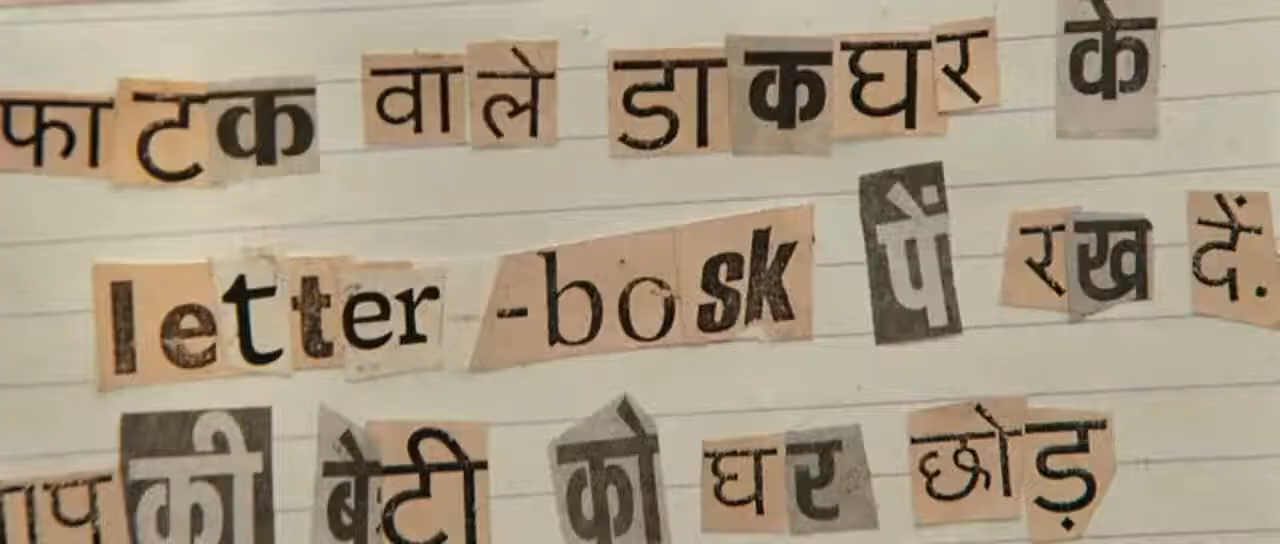 फाटक वाले डाकघर के
letter-bosk में रख दें.
की बेटी को घर छोड़